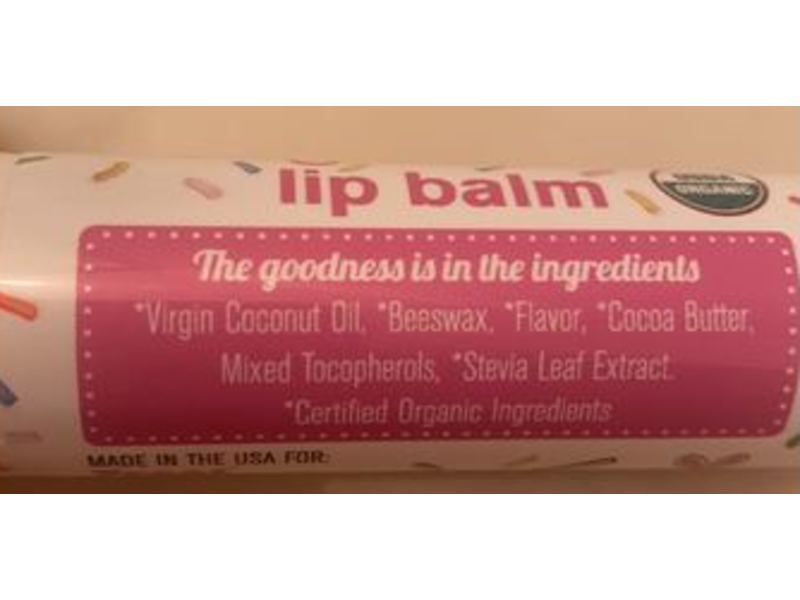 lip balm
USDA
ORGANIC
The goodness is in the ingredients
*Virgin Coconut Oil, *Beeswax, *Flavor, *Cocoa Butter,
Mixed Tocopherols, *Stevia Leaf Extract.
*Certified Organic Ingredients
MADE IN THE USA FOR: